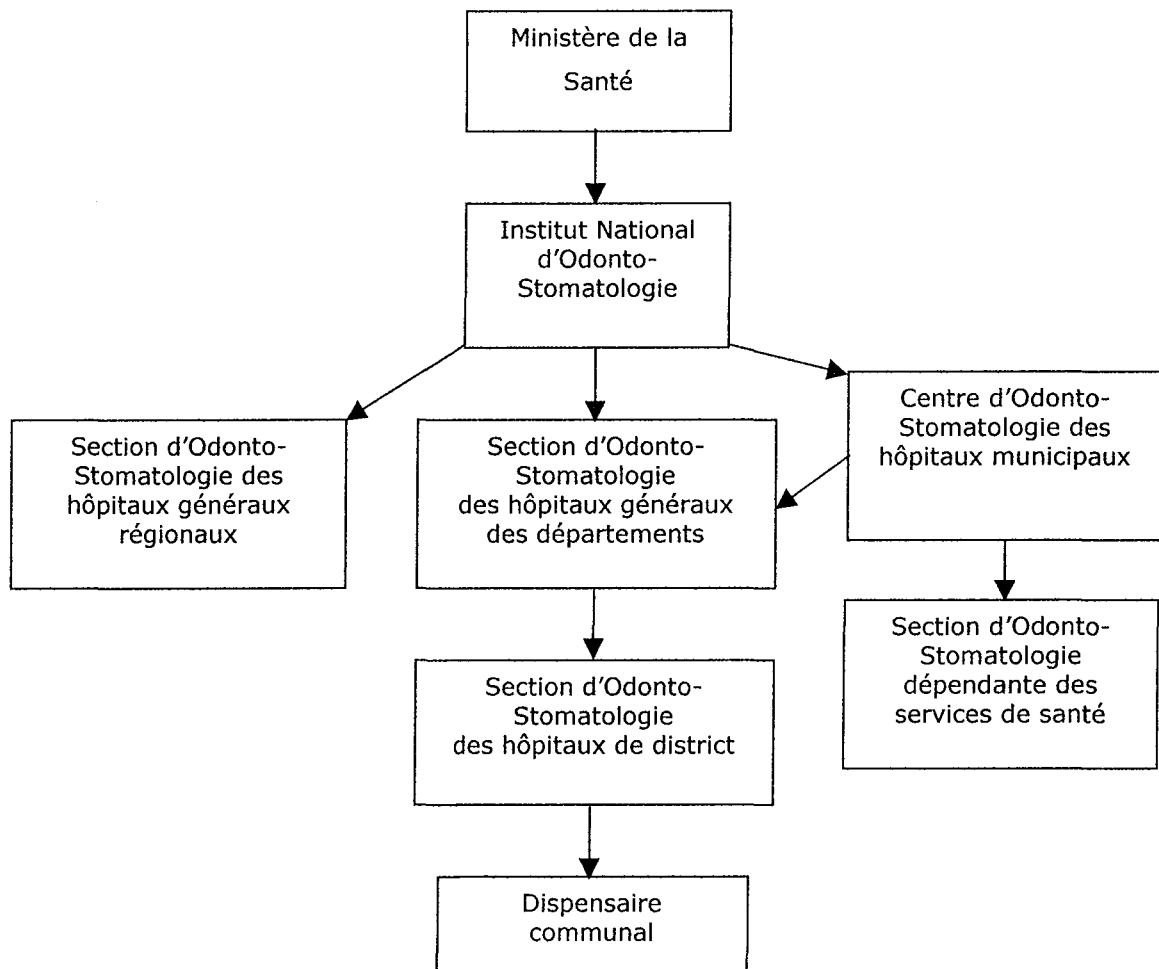 Ministère de la
Santé
Institut National
d'Odonto-
Stomatologie
Section d'Odonto-
Stomatologie des
hôpitaux généraux
régionaux
Section d'Odonto-
Stomatologie
des hôpitaux généraux
des départements
Centre d'Odonto-
Stomatologie des
hôpitaux municipaux
Section d'Odonto-
Stomatologie
dépendante des
services de santé
Section d'Odonto-
Stomatologie
des hôpitaux de district
Dispensaire
communal